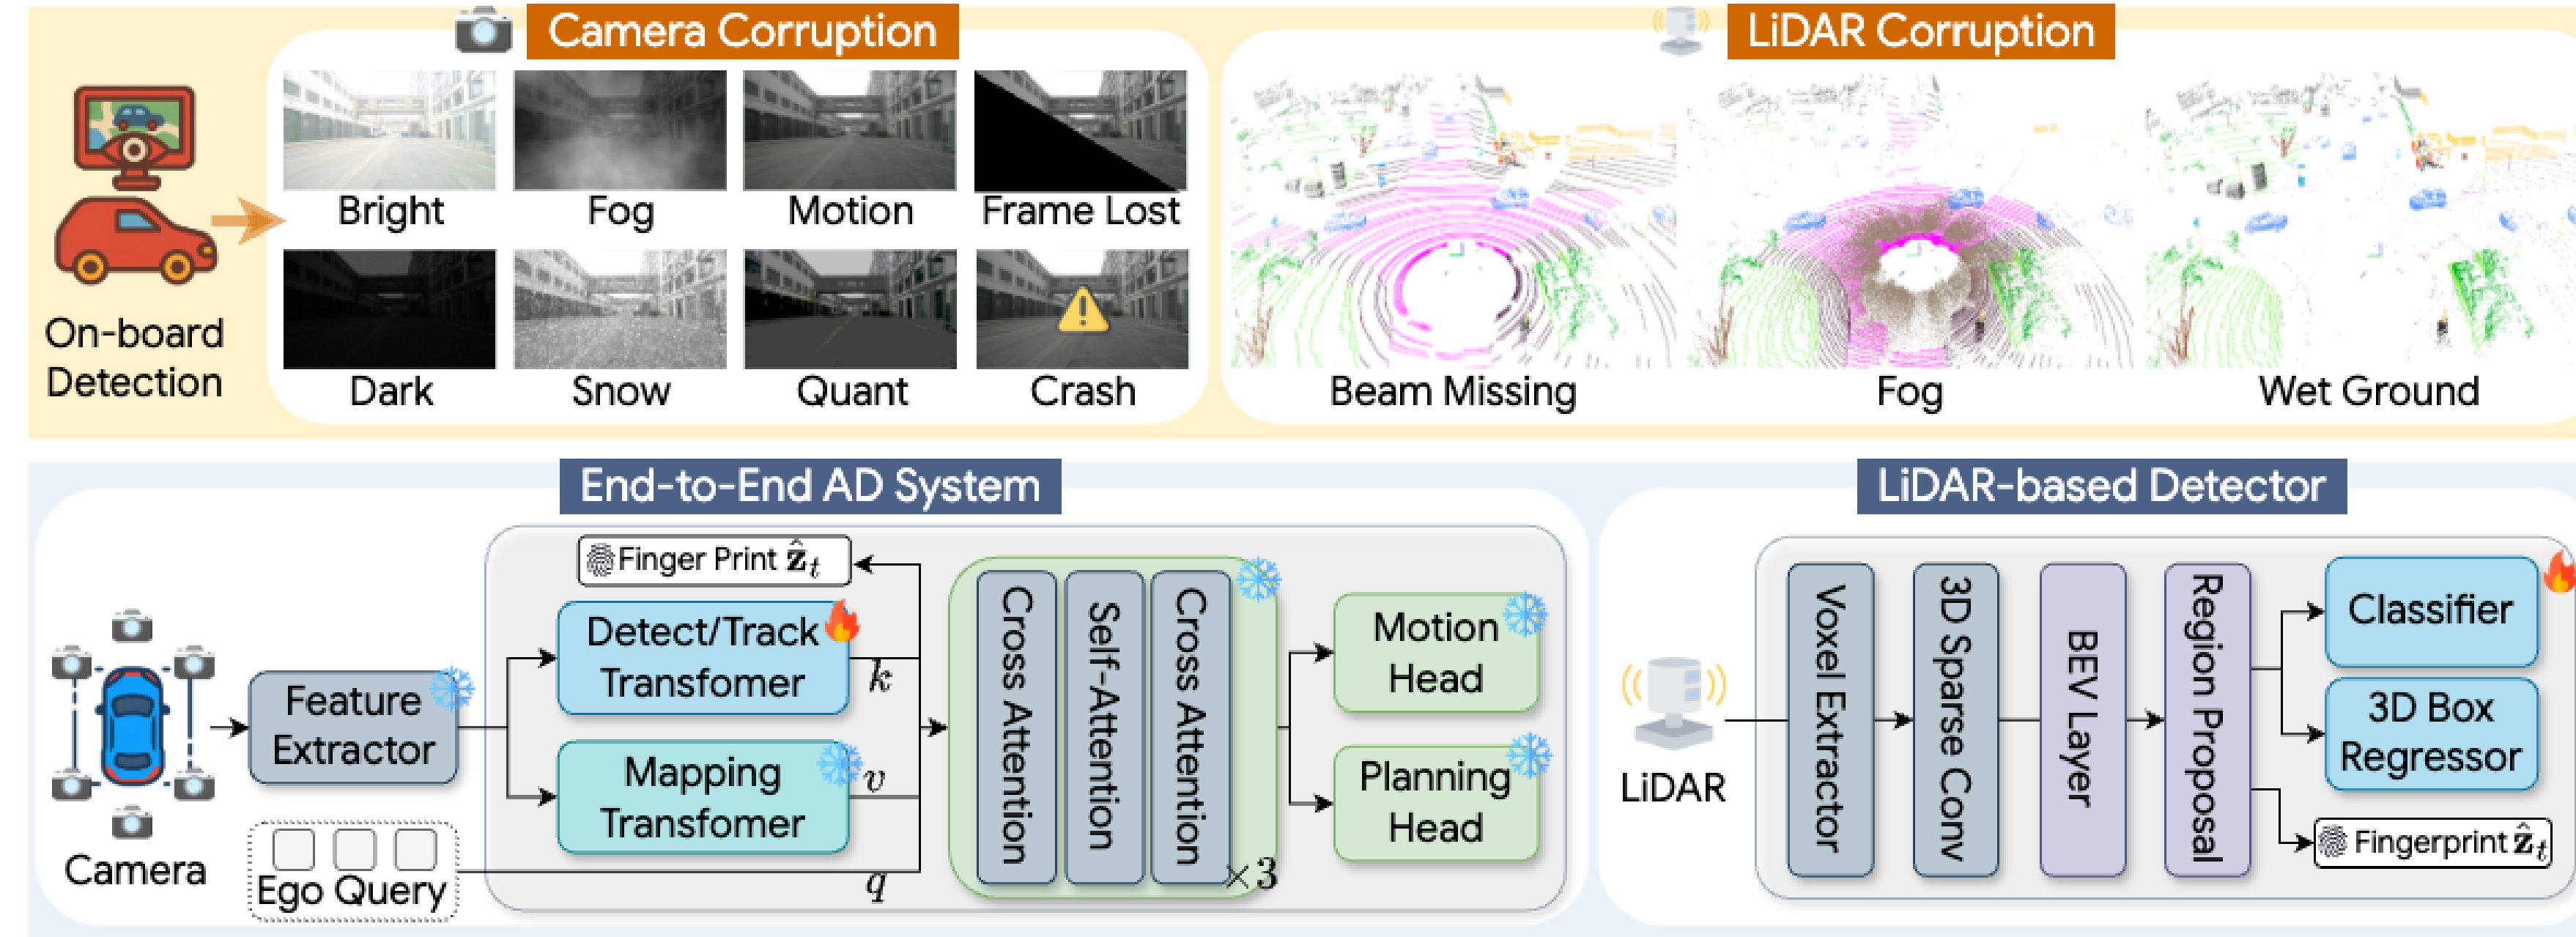 Camera Corruption
LiDAR Corruption
On-board
Detection
Bright
Fog
Motion
Frame Lost
Dark
Snow
Quant
Crash
Beam Missing
Fog
Wet Ground
End-to-End AD System
Camera
Feature
Extractor
Ego Query
Finger Print ẑₜ
Detect/Track
Transfomer
Mapping
Transfomer
k
v
q
Cross Attention
Self-Attention
Cross Attention
×3
Motion
Head
Planning
Head
LiDAR-based Detector
LiDAR
Voxel Extractor
3D Sparse Conv
BEV Layer
Region Proposal
Classifier
3D Box
Regressor
Fingerprint ẑₜ